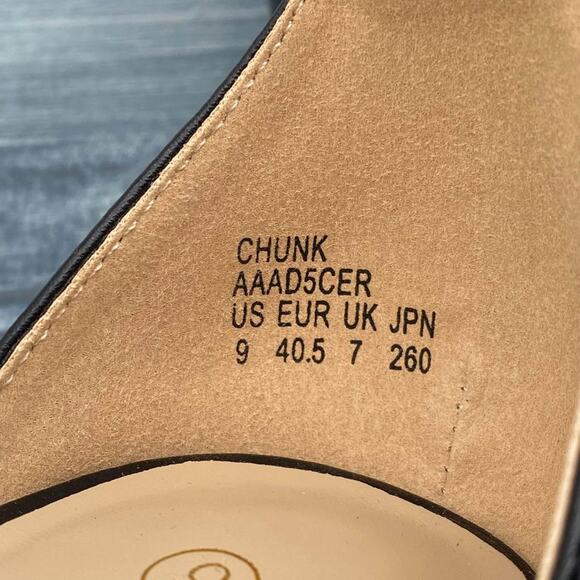 CHUNK
AAAD5CER
US EUR UK JPN
9 40.5 7 260